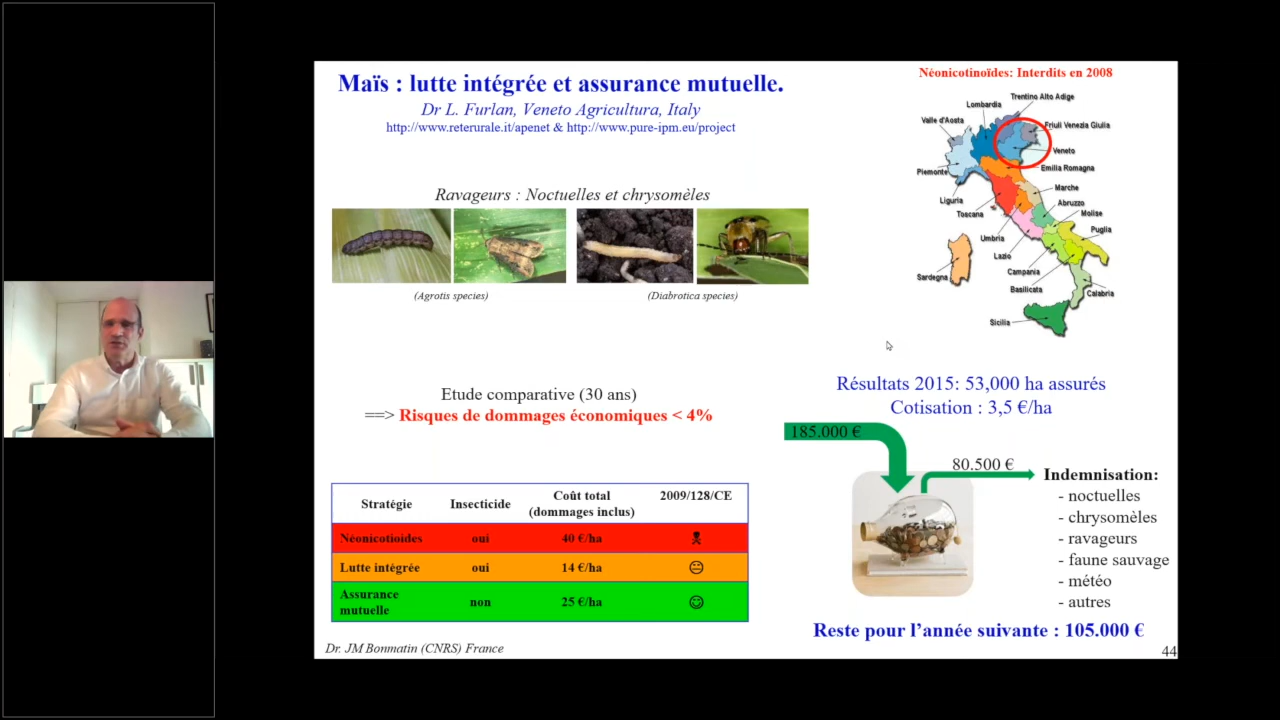 Maïs : lutte intégrée et assurance mutuelle.
Dr L. Furlan, Veneto Agricultura, Italy
http://www.reterurale.it/apenet & http://www.pure-ipm.eu/project
Ravageurs : Noctuelles et chrysomèles
(Agrotis species)
(Diabrotica species)
Etude comparative (30 ans)
==> Risques de dommages économiques < 4%
Stratégie Insecticide Coût total (dommages inclus) 2009/128/CE
Néonicotioides oui 40 €/ha
Lutte intégrée oui 14 €/ha
Assurance mutuelle non 25 €/ha
Dr. JM Bonmatin (CNRS) France
Néonicotinoïdes: Interdits en 2008
Trentino Alto Adige
Lombardia
Valle d'Aosta
Friuli Venezia Giulia
Veneto
Emilia Romagna
Piemonte
Marche
Liguria
Abruzzo
Toscana
Molise
Puglia
Umbria
Lazio
Campania
Sardegna
Basilicata
Calabria
Sicilia
Résultats 2015: 53,000 ha assurés
Cotisation : 3,5 €/ha
185.000 €
80.500 €
Indemnisation:
- noctuelles
- chrysomèles
- ravageurs
- faune sauvage
- météo
- autres
Reste pour l'année suivante : 105.000 €
44